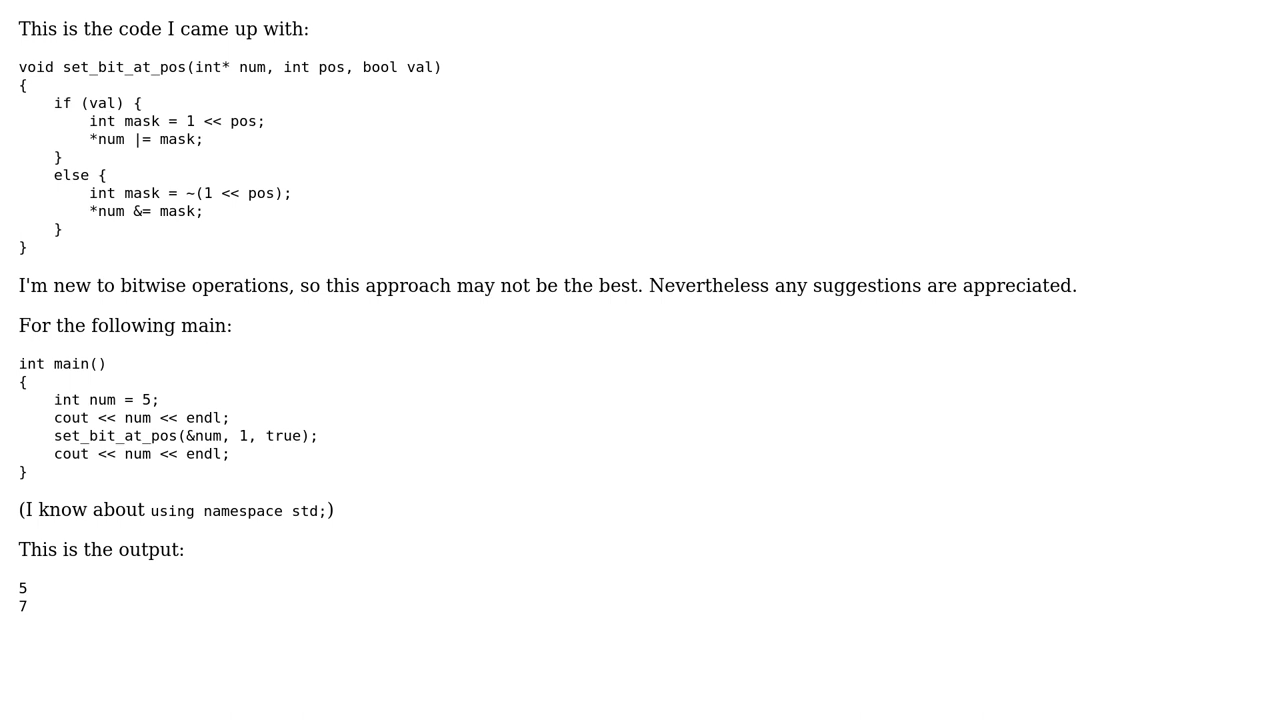 This is the code I came up with:
void set_bit_at_pos(int* num, int pos, bool val)
{
    if (val) {
        int mask = 1 << pos;
        *num |= mask;
    }
    else {
        int mask = ~(1 << pos);
        *num &= mask;
    }
}
I'm new to bitwise operations, so this approach may not be the best. Nevertheless any suggestions are appreciated.
For the following main:
int main()
{
    int num = 5;
    cout << num << endl;
    set_bit_at_pos(&num, 1, true);
    cout << num << endl;
}
(I know about using namespace std;)
This is the output:
5
7